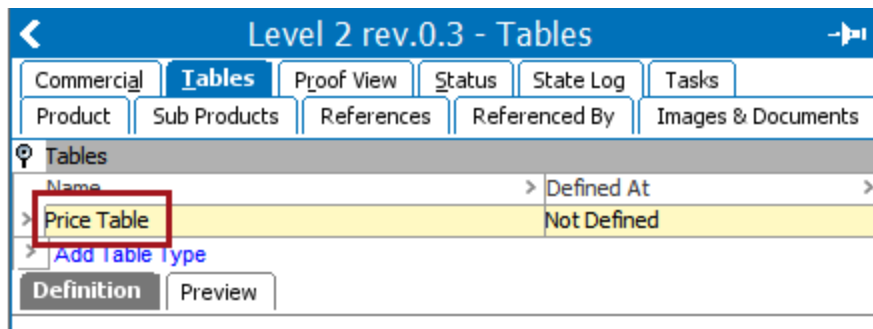 Level 2 rev.0.3 - Tables
Commercial Tables Proof View Status State Log Tasks
Product Sub Products References Referenced By Images & Documents
Tables
Name > Defined At >
> Price Table Not Defined
> Add Table Type
Definition Preview